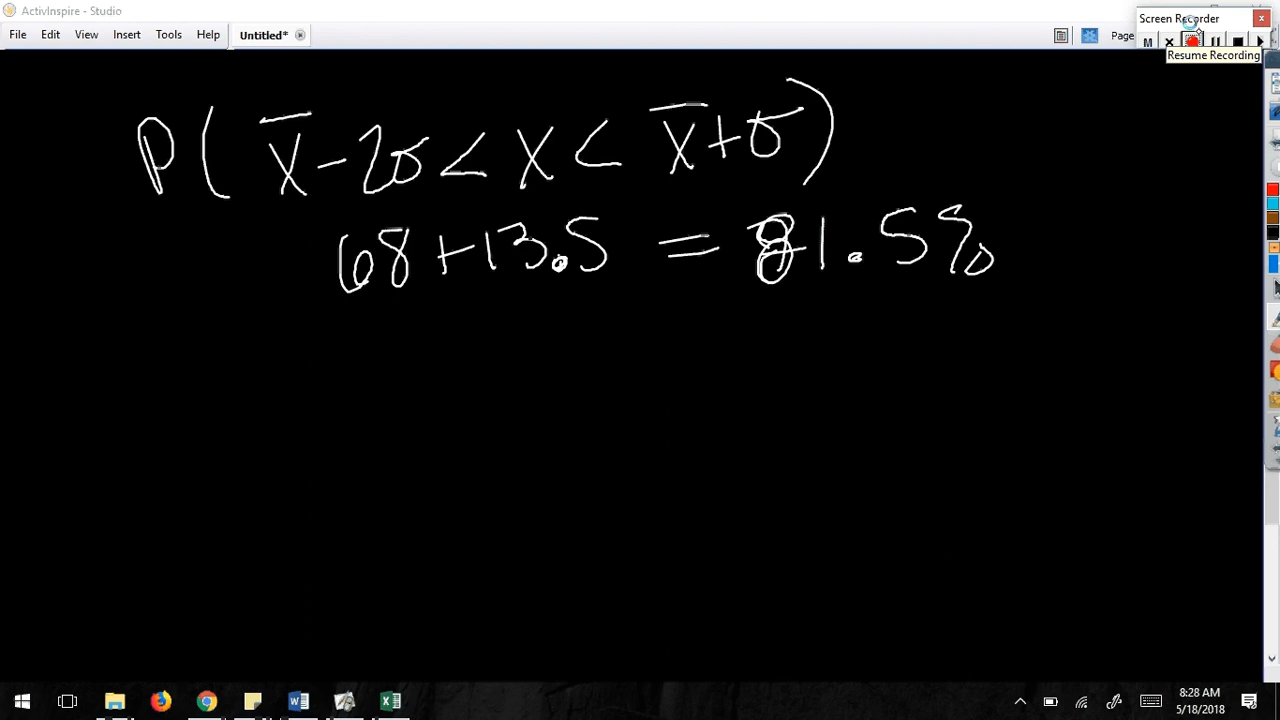 ActivInspire - Studio
Screen Recorder
File Edit View Insert Tools Help Untitled* Page
Resume Recording
P( x̄ - 2σ < x < x̄ + σ )
68 + 13.5 = 81.5%
8:28 AM
5/18/2018